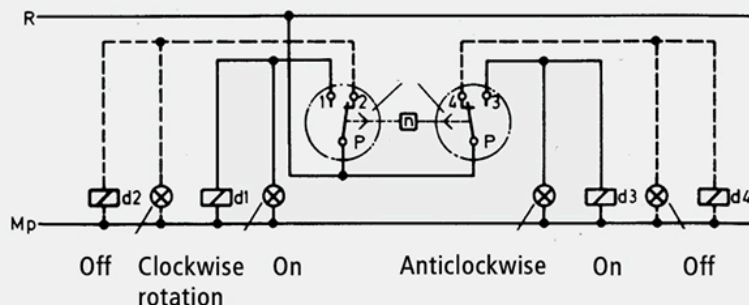 R
1 2 4 3
n
P P
d2 d1 d3 d4
Mp
Off Clockwise rotation On Anticlockwise On Off